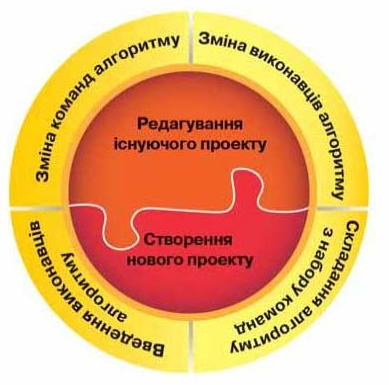 Зміна команд алгоритму
Зміна виконавців алгоритму
Редагування
існуючого проекту
Створення
нового проекту
Введення виконавців
алгоритму
Складання алгоритму
з набору команд